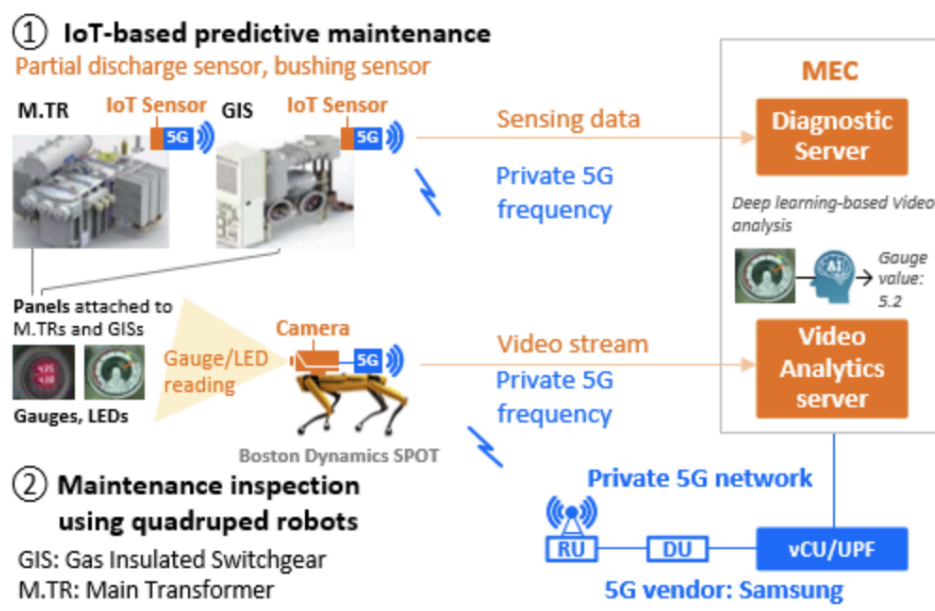 ① IoT-based predictive maintenance
Partial discharge sensor, bushing sensor
M.TR
IoT Sensor
5G
GIS
IoT Sensor
5G
Sensing data
Private 5G
frequency
MEC
Diagnostic
Server
Deep learning-based Video
analysis
AI
Gauge
value:
5.2
Panels attached to
M.TRs and GISs
Gauges, LEDs
Gauge/LED
reading
Camera
5G
Boston Dynamics SPOT
Video stream
Private 5G
frequency
Video
Analytics
server
② Maintenance inspection
using quadruped robots
GIS: Gas Insulated Switchgear
M.TR: Main Transformer
Private 5G network
RU
DU
vCU/UPF
5G vendor: Samsung